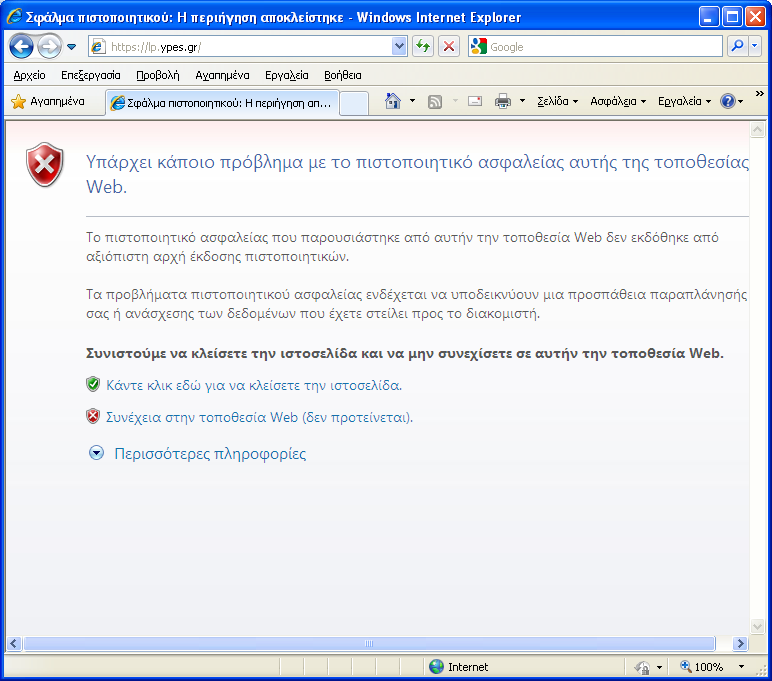 Σφάλμα πιστοποιητικού: Η περιήγηση αποκλείστηκε - Windows Internet Explorer
https://lp.ypes.gr/
Google
Αρχείο Επεξεργασία Προβολή Αγαπημένα Εργαλεία Βοήθεια
Αγαπημένα
Σφάλμα πιστοποιητικού: Η περιήγηση απ...
Σελίδα
Ασφάλεια
Εργαλεία
Υπάρχει κάποιο πρόβλημα με το πιστοποιητικό ασφαλείας αυτής της τοποθεσίας
Web.
Το πιστοποιητικό ασφαλείας που παρουσιάστηκε από αυτήν την τοποθεσία Web δεν εκδόθηκε από
αξιόπιστη αρχή έκδοσης πιστοποιητικών.
Τα προβλήματα πιστοποιητικού ασφαλείας ενδέχεται να υποδεικνύουν μια προσπάθεια παραπλάνησής
σας ή ανάσχεσης των δεδομένων που έχετε στείλει προς το διακομιστή.
Συνιστούμε να κλείσετε την ιστοσελίδα και να μην συνεχίσετε σε αυτήν την τοποθεσία Web.
Κάντε κλικ εδώ για να κλείσετε την ιστοσελίδα.
Συνέχεια στην τοποθεσία Web (δεν προτείνεται).
Περισσότερες πληροφορίες
Internet
100%